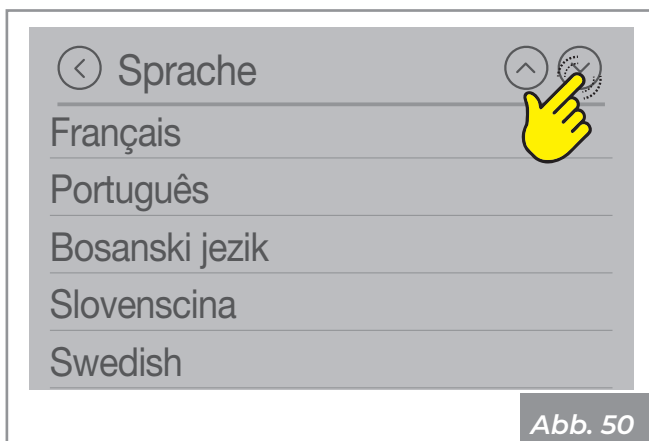 Sprache
Français
Português
Bosanski jezik
Slovenscina
Swedish
Abb. 50